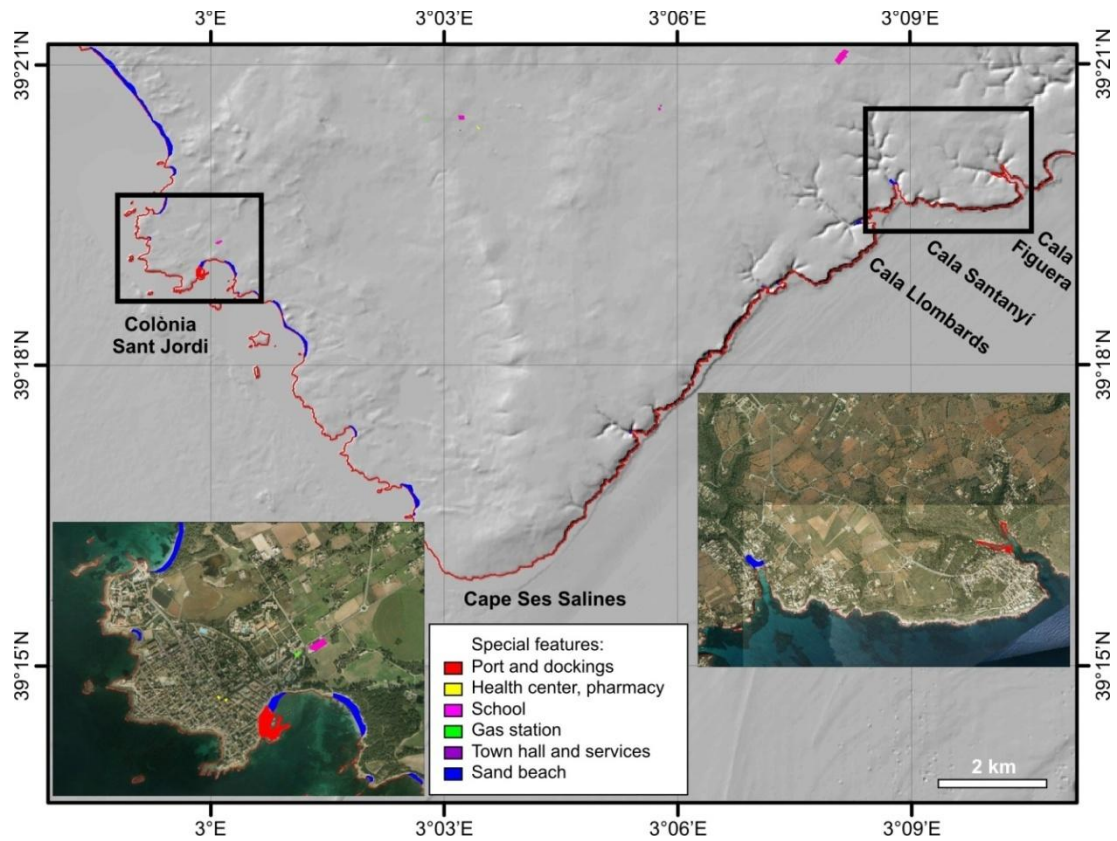 3°E 3°03'E 3°06'E 3°09'E
39°21'N 39°21'N
Colònia
Sant Jordi
Cala
Figuera
Cala Santanyí
Cala Llombards
39°18'N 39°18'N
Cape Ses Salines
Special features:
Port and dockings
Health center, pharmacy
School
Gas station
Town hall and services
Sand beach
39°15'N 39°15'N
2 km
3°E 3°03'E 3°06'E 3°09'E